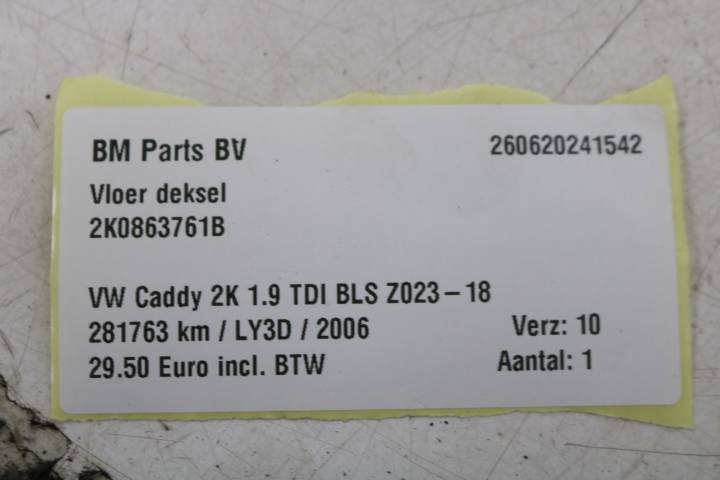 BM Parts BV 260620241542
Vloer deksel
2K0863761B
VW Caddy 2K 1.9 TDI BLS Z023-18
281763 km / LY3D / 2006 Verz: 10
29.50 Euro incl. BTW Aantal: 1